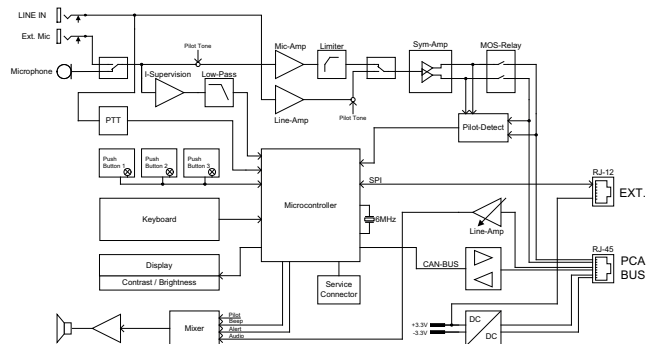 LINE IN
Ext. Mic
Microphone
Pilot Tone
Mic-Amp
Limiter
Sym-Amp
MOS-Relay
I-Supervision
Low-Pass
Line-Amp
Pilot Tone
PTT
Pilot-Detect
Push
Button 1
Push
Button 2
Push
Button 3
Microcontroller
SPI
RJ-12
EXT.
Keyboard
6MHz
Line-Amp
RJ-45
PCA
BUS
Display
Contrast / Brightness
CAN-BUS
Service
Connector
Mixer
Pilot
Beep
Alert
Audio
+3.3V
-3.3V
DC
DC